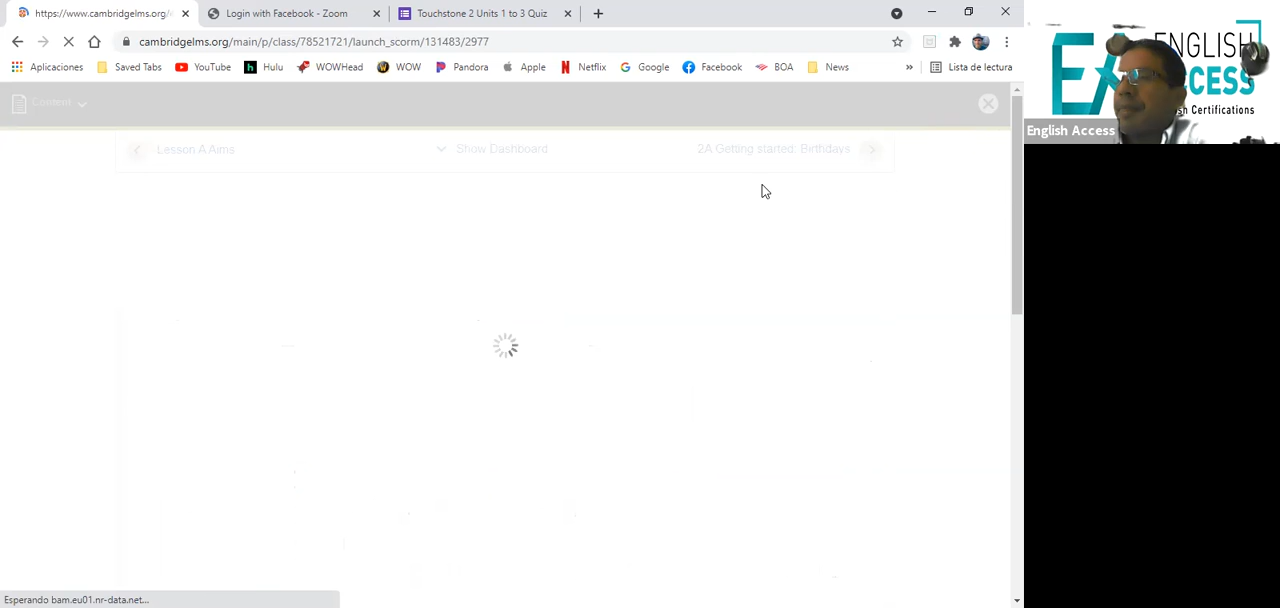 https://www.cambridgelms.org/
Login with Facebook - Zoom
Touchstone 2 Units 1 to 3 Quiz
cambridgelms.org/main/p/class/78521721/launch_scorm/131483/2977
Aplicaciones
Saved Tabs
YouTube
Hulu
WOWHead
WOW
Pandora
Apple
Netflix
Google
Facebook
BOA
News
Lista de lectura
Content
Lesson A Aims
Show Dashboard
2A Getting started: Birthdays
Esperando bam.eu01.nr-data.net...
ENGLISH
English Access